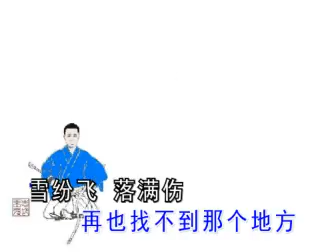 雪纷飞 落满伤
再也找不到那个地方